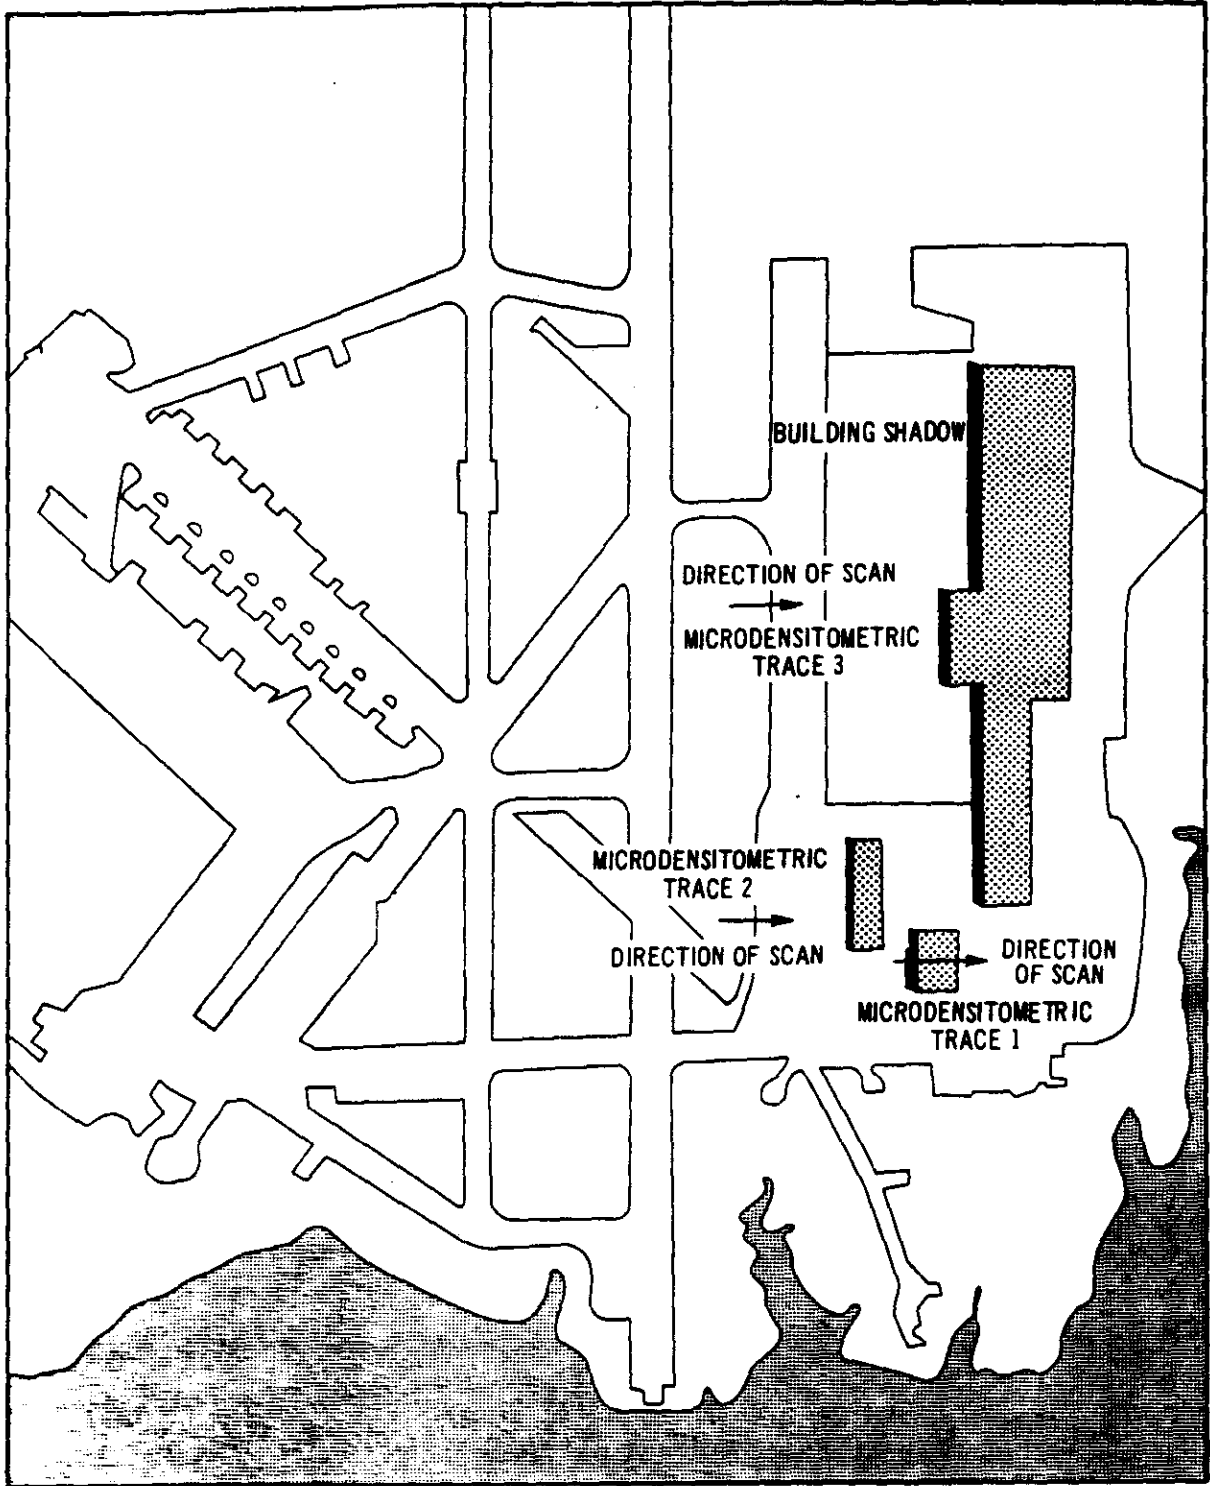 BUILDING SHADOW
DIRECTION OF SCAN
MICRODENSITOMETRIC
TRACE 3
MICRODENSITOMETRIC
TRACE 2
DIRECTION OF SCAN
DIRECTION
OF SCAN
MICRODENSITOMETRIC
TRACE 1